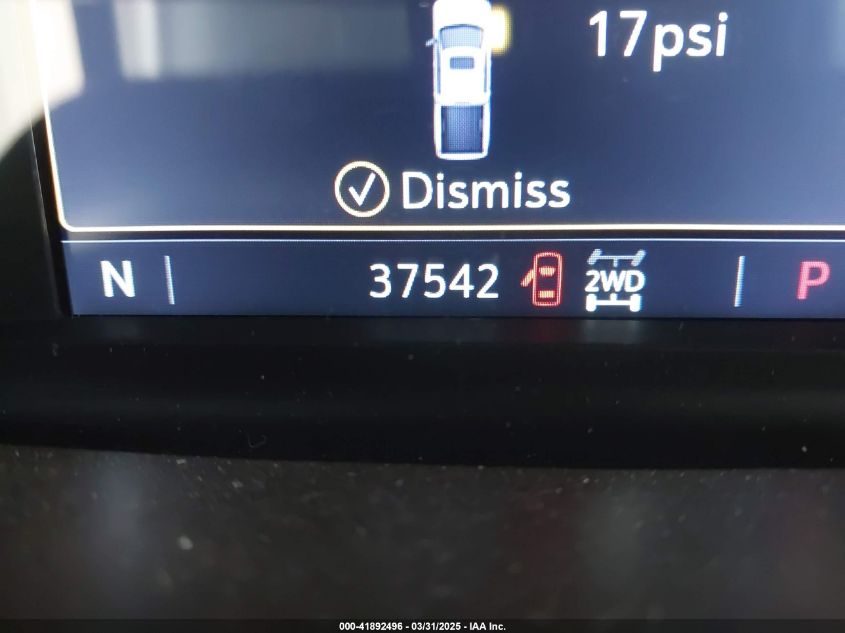 17psi
Dismiss
N 37542 2WD P
000-41892496 - 03/31/2025 - IAA Inc.